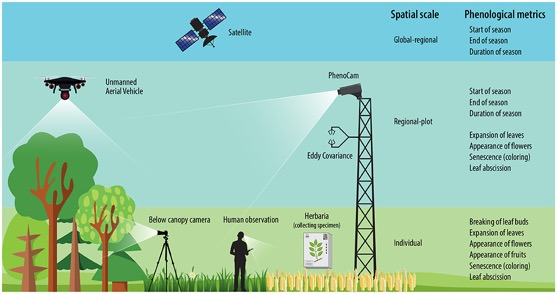 Spatial scale
Phenological metrics
Satellite
Global-regional
Start of season
End of season
Duration of season
Unmanned
Aerial Vehicle
PhenoCam
Eddy Covariance
Regional-plot
Start of season
End of season
Duration of season
Expansion of leaves
Appearance of flowers
Senescence (coloring)
Leaf abscission
Below canopy camera
Human observation
Herbaria
(collecting specimen)
Individual
Breaking of leaf buds
Expansion of leaves
Appearance of flowers
Appearance of fruits
Senescence (coloring)
Leaf abscission